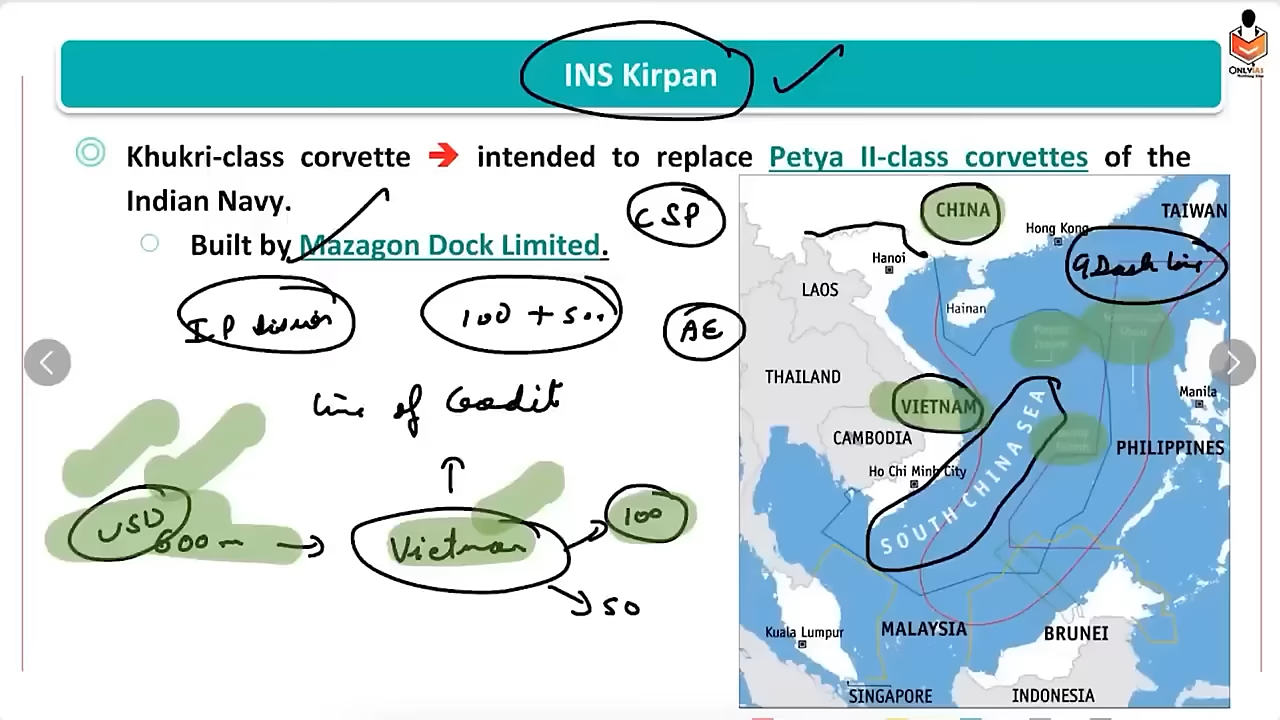 INS Kirpan
ONLYIAS
Khukri-class corvette → intended to replace Petya II-class corvettes of the
Indian Navy.
Built by Mazagon Dock Limited.
CSP
100 + 500
AE
Line of Credit
USD
600m → Vietnam
100
50
CHINA
TAIWAN
Hong Kong
9 Dash Line
Hanoi
LAOS
Hainan
THAILAND
VIETNAM
Manila
CAMBODIA
PHILIPPINES
Ho Chi Minh City
SOUTH CHINA SEA
MALAYSIA
BRUNEI
Kuala Lumpur
SINGAPORE
INDONESIA